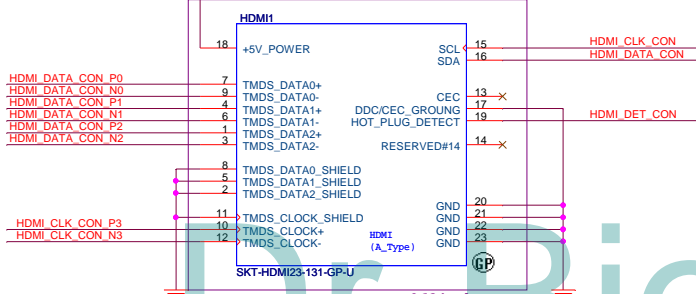 HDMI1
18 +5V_POWER SCL 15 HDMI_CLK_CON
SDA 16 HDMI_DATA_CON
HDMI_DATA_CON_P0 7 TMDS_DATA0+
HDMI_DATA_CON_N0 9 TMDS_DATA0- CEC 13
HDMI_DATA_CON_P1 4 TMDS_DATA1+ DDC/CEC_GROUNG 17
HDMI_DATA_CON_N1 6 TMDS_DATA1- HOT_PLUG_DETECT 19 HDMI_DET_CON
HDMI_DATA_CON_P2 1 TMDS_DATA2+
HDMI_DATA_CON_N2 3 TMDS_DATA2- RESERVED#14 14
8 TMDS_DATA0_SHIELD
5 TMDS_DATA1_SHIELD
2 TMDS_DATA2_SHIELD
GND 20
11 TMDS_CLOCK_SHIELD GND 21
HDMI_CLK_CON_P3 10 TMDS_CLOCK+ HDMI GND 22
HDMI_CLK_CON_N3 12 TMDS_CLOCK- (A_Type) GND 23
GP
SKT-HDMI23-131-GP-U